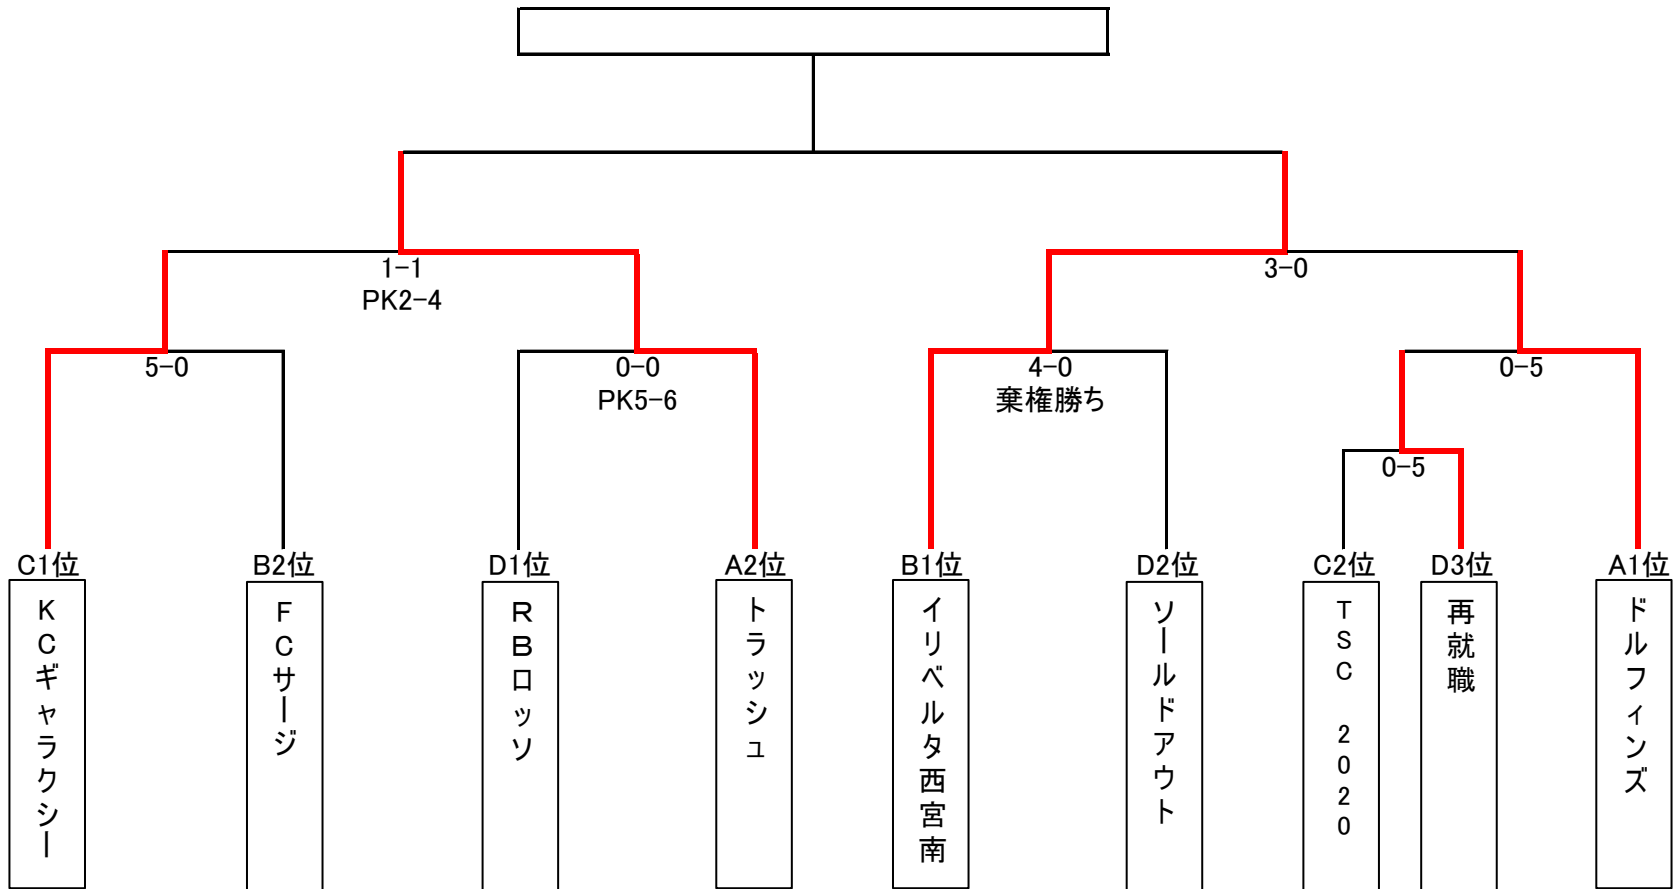 1-1
PK2-4
3-0
5-0
0-0
PK5-6
4-0
棄権勝ち
0-5
0-5
C1位
B2位
D1位
A2位
B1位
D2位
C2位
D3位
A1位
KCギャラクシー
FCサージ
RBロッソ
トラッシュ
イリベルタ西宮南
ソールドアウト
TSC 2020
再就職
ドルフィンズ